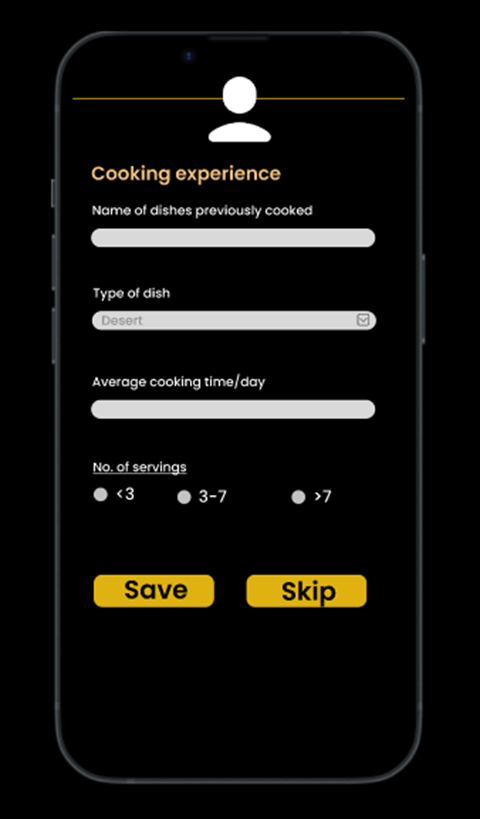 Cooking experience
Name of dishes previously cooked
Type of dish
Desert
Average cooking time/day
No. of servings
<3 3-7 >7
Save Skip